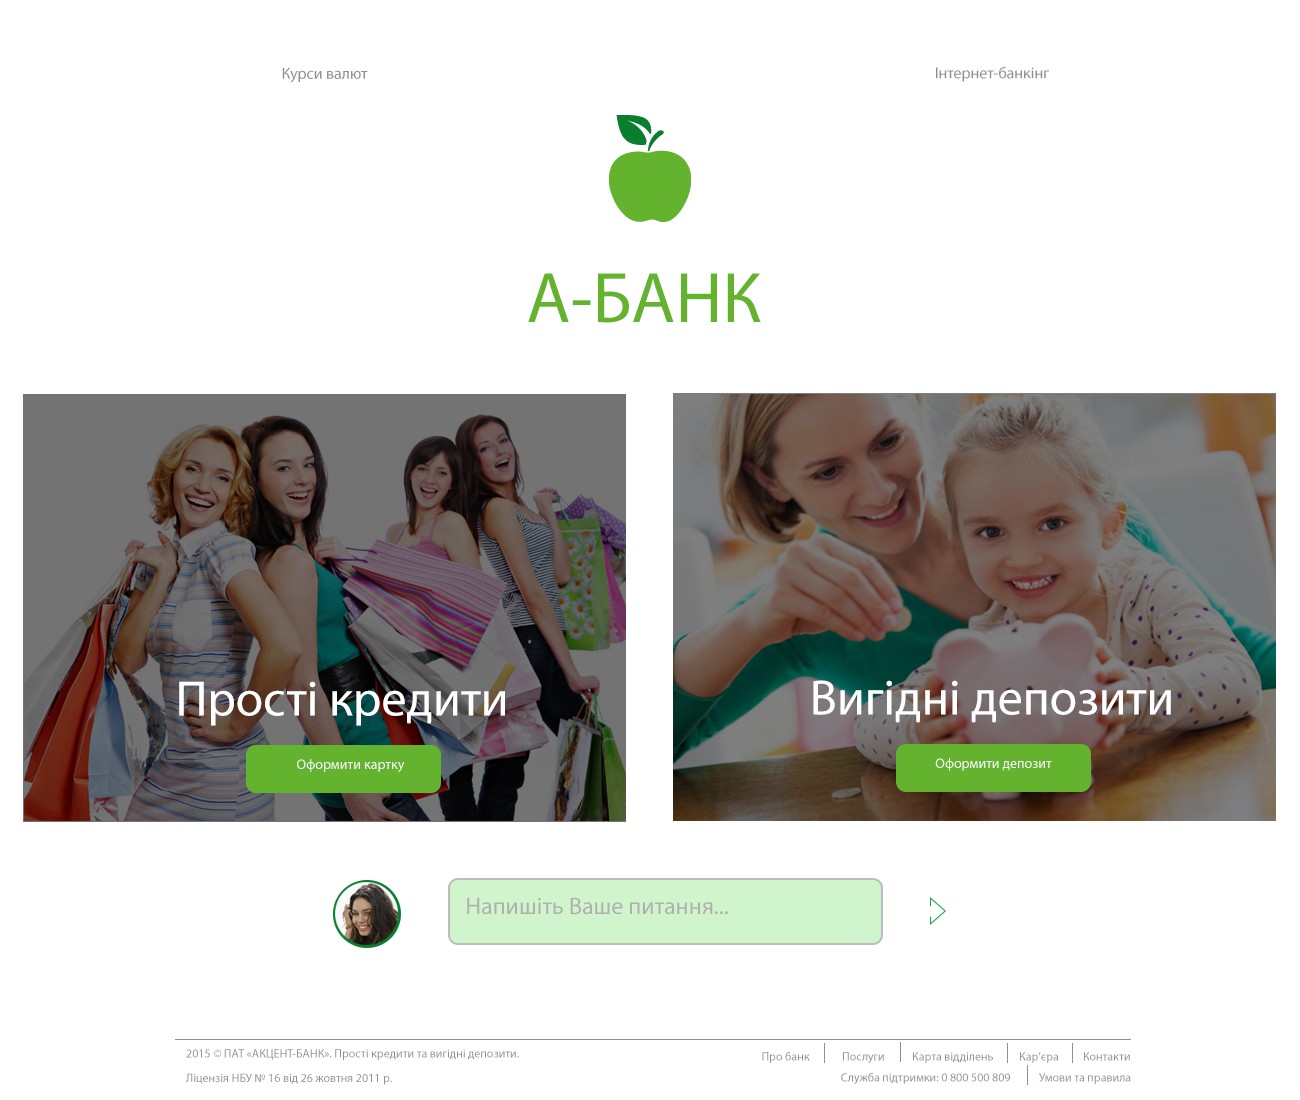 Курси валют
Інтернет-банкінг
А-БАНК
Прості кредити
Оформити картку
Вигідні депозити
Оформити депозит
Напишіть Ваше питання...
2015 © ПАТ «АКЦЕНТ-БАНК». Прості кредити та вигідні депозити.
Про банк
Послуги
Карта відділень
Кар'єра
Контакти
Ліцензія НБУ № 16 від 26 жовтня 2011 р.
Служба підтримки: 0 800 500 809
Умови та правила